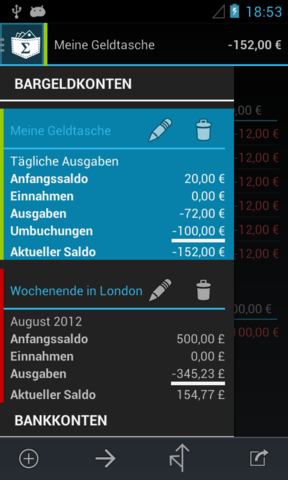 18:53
Σ Meine Geldtasche -152,00 €
BARGELDKONTEN
Meine Geldtasche
Tägliche Ausgaben
Anfangssaldo 20,00 €
Einnahmen 0,00 €
Ausgaben -72,00 €
Umbuchungen -100,00 €
Aktueller Saldo -152,00 €
Wochenende in London
August 2012
Anfangssaldo 500,00 £
Einnahmen 0,00 £
Ausgaben -345,23 £
Aktueller Saldo 154,77 £
BANKKONTEN
00,00 €
-12,00 €
-12,00 €
-12,00 €
-12,00 €
-12,00 €
-12,00 €
00,00 €
100,00 €